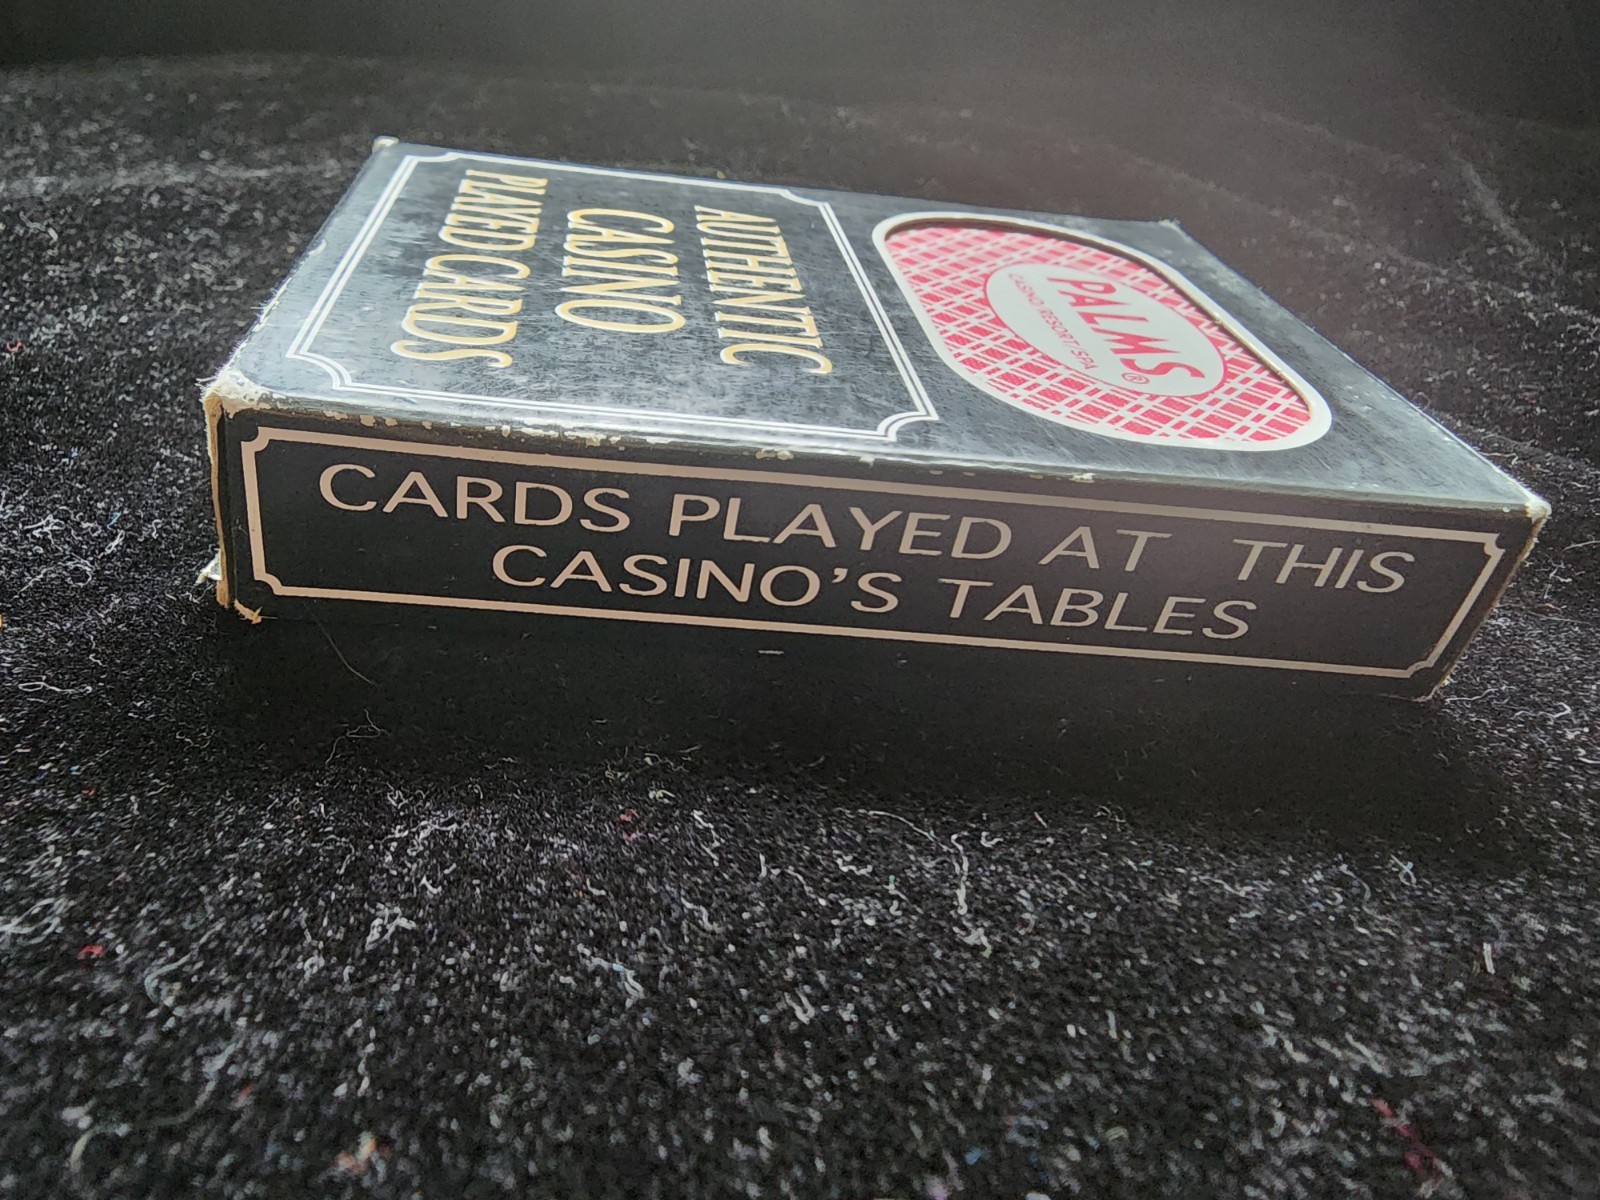 AUTHENTIC
CASINO
PLAYED CARDS
PALMS®
CASINO RESORT/SPA
CARDS PLAYED AT THIS
CASINO'S TABLES